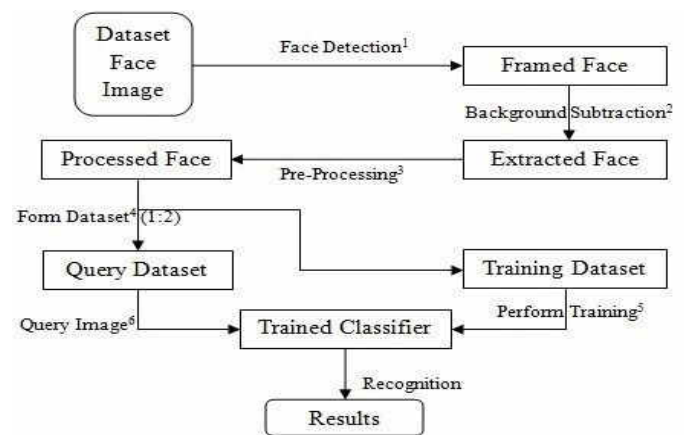 Dataset
Face
Image
Face Detection1
Framed Face
Background Subtraction2
Processed Face
Pre-Processing3
Extracted Face
Form Dataset4 (1:2)
Query Dataset
Training Dataset
Query Image6
Trained Classifier
Perform Training5
Recognition
Results